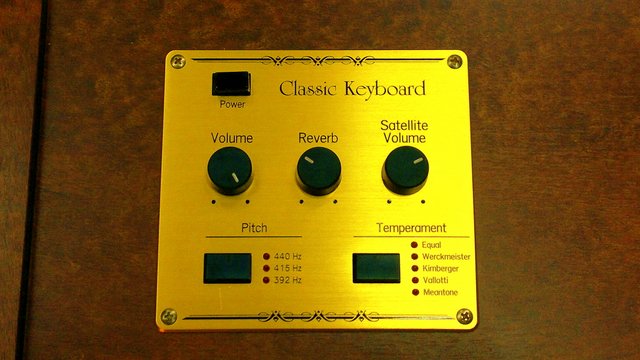 Classic Keyboard
Power
Volume
Reverb
Satellite
Volume
Pitch
440 Hz
415 Hz
392 Hz
Temperament
Equal
Werckmeister
Kirnberger
Vallotti
Meantone